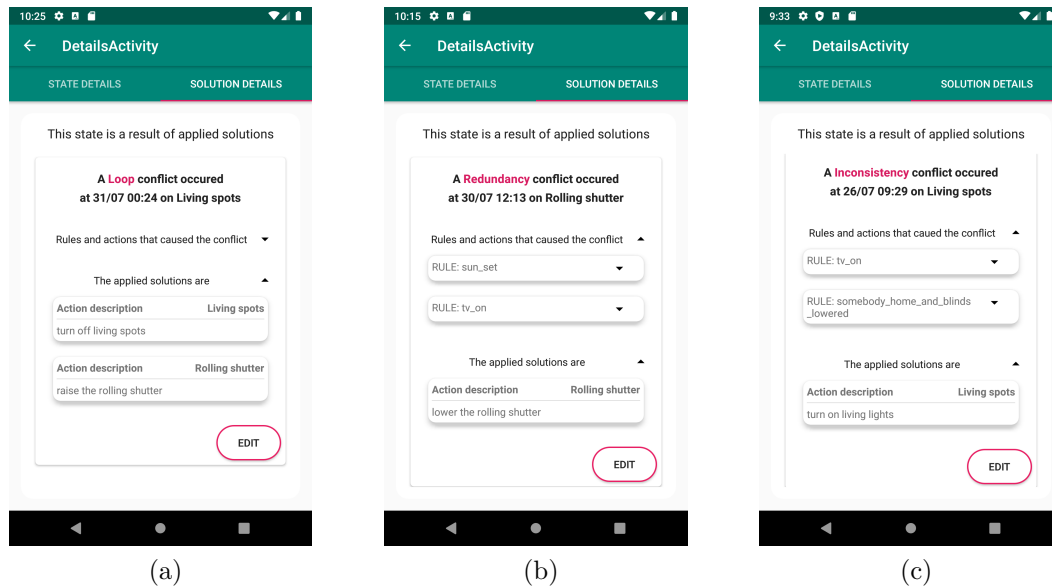 10:25
DetailsActivity
STATE DETAILS SOLUTION DETAILS
This state is a result of applied solutions
A Loop conflict occured
at 31/07 00:24 on Living spots
Rules and actions that caused the conflict
The applied solutions are
Action description Living spots
turn off living spots
Action description Rolling shutter
raise the rolling shutter
EDIT
(a)
10:15
DetailsActivity
STATE DETAILS SOLUTION DETAILS
This state is a result of applied solutions
A Redundancy conflict occured
at 30/07 12:13 on Rolling shutter
Rules and actions that caused the conflict
RULE: sun_set
RULE: tv_on
The applied solutions are
Action description Rolling shutter
lower the rolling shutter
EDIT
(b)
9:33
DetailsActivity
STATE DETAILS SOLUTION DETAILS
This state is a result of applied solutions
A Inconsistency conflict occured
at 26/07 09:29 on Living spots
Rules and actions that caued the conflict
RULE: tv_on
RULE: somebody_home_and_blinds
_lowered
The applied solutions are
Action description Living spots
turn on living lights
EDIT
(c)